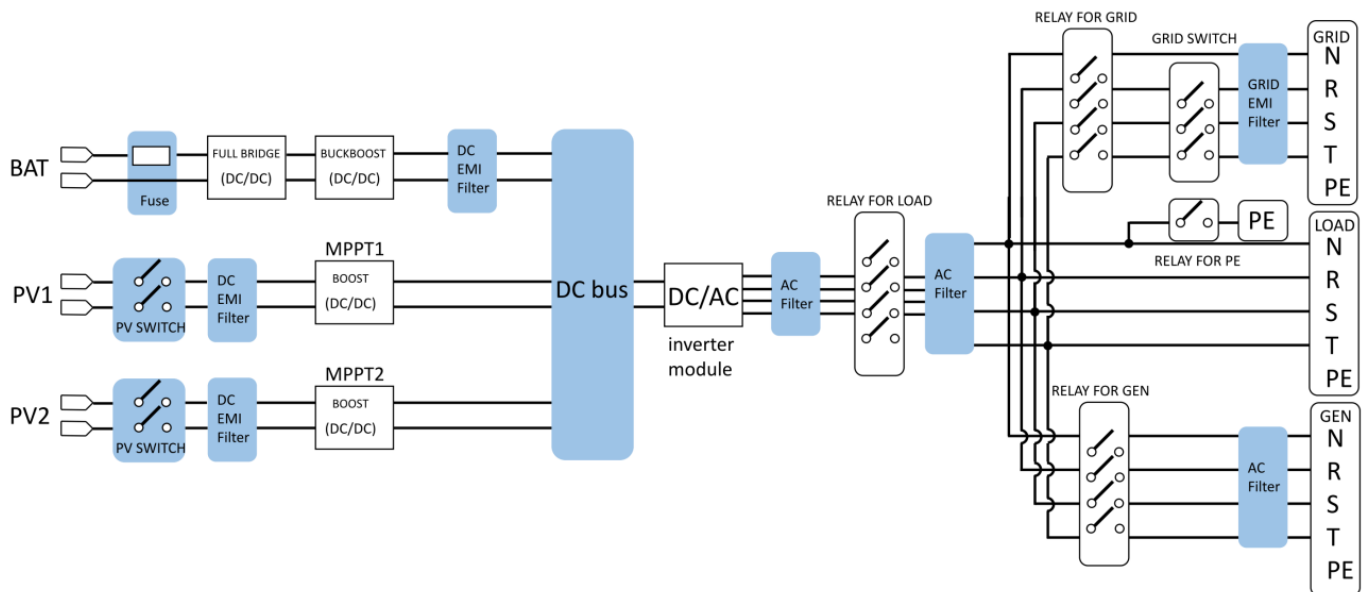 BAT
Fuse
FULL BRIDGE
(DC/DC)
BUCKBOOST
(DC/DC)
DC
EMI
Filter
PV1
PV SWITCH
DC
EMI
Filter
MPPT1
BOOST
(DC/DC)
PV2
PV SWITCH
DC
EMI
Filter
MPPT2
BOOST
(DC/DC)
DC bus
DC/AC
inverter
module
AC
Filter
RELAY FOR LOAD
AC
Filter
RELAY FOR GRID
GRID SWITCH
GRID
EMI
Filter
GRID
N
R
S
T
PE
PE
RELAY FOR PE
LOAD
N
R
S
T
PE
RELAY FOR GEN
AC
Filter
GEN
N
R
S
T
PE